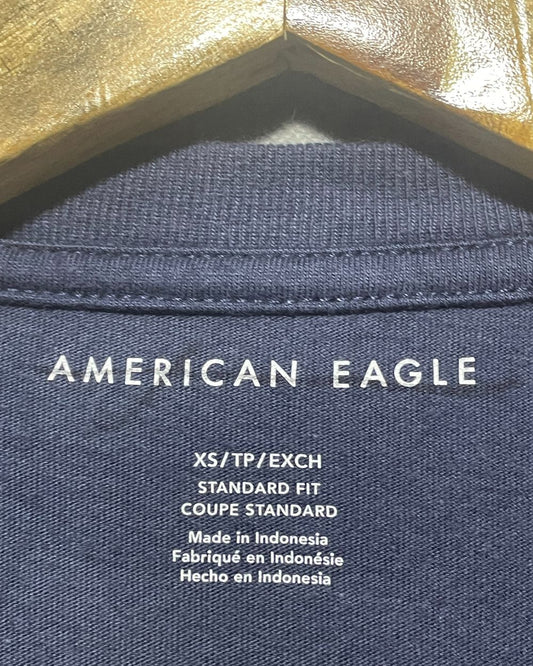 AMERICAN EAGLE
XS/TP/EXCH
STANDARD FIT
COUPE STANDARD
Made in Indonesia
Fabriqué en Indonésie
Hecho en Indonesia